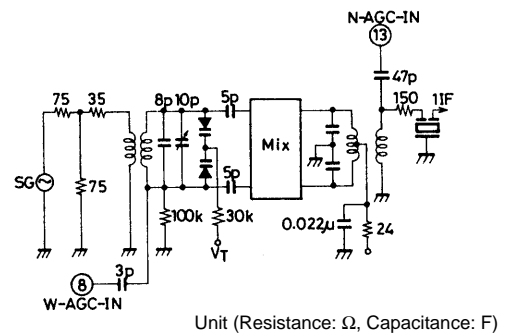 N-AGC-IN
13
47p
75
35
8p
10p
5p
150
1IF
Mix
SG
75
5p
100k
30k
0.022μ
24
VT
3p
8
W-AGC-IN
Unit (Resistance: Ω, Capacitance: F)